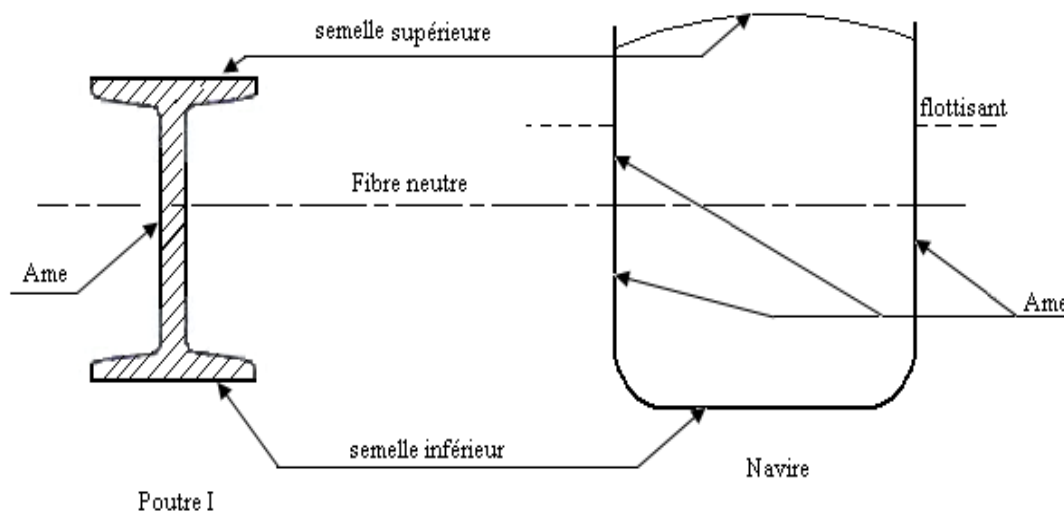 semelle supérieure
flottisant
Fibre neutre
Ame
Ame
semelle inférieur
Navire
Poutre I